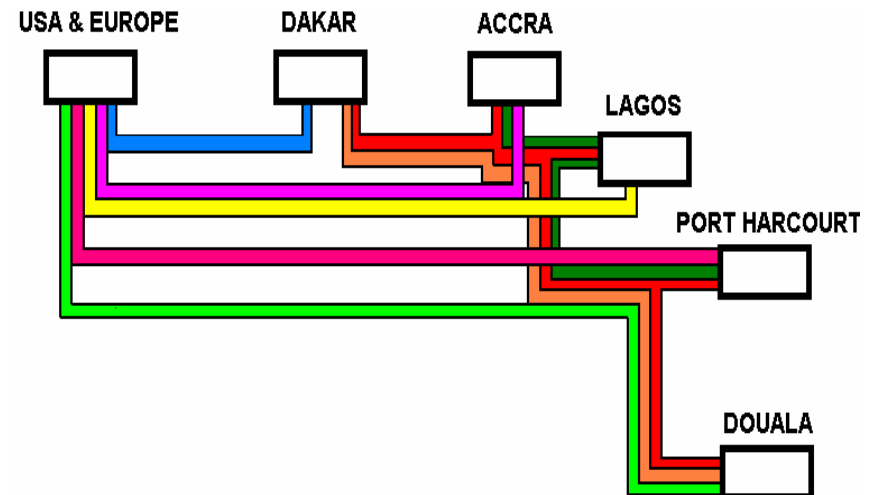 USA & EUROPE
DAKAR
ACCRA
LAGOS
PORT HARCOURT
DOUALA